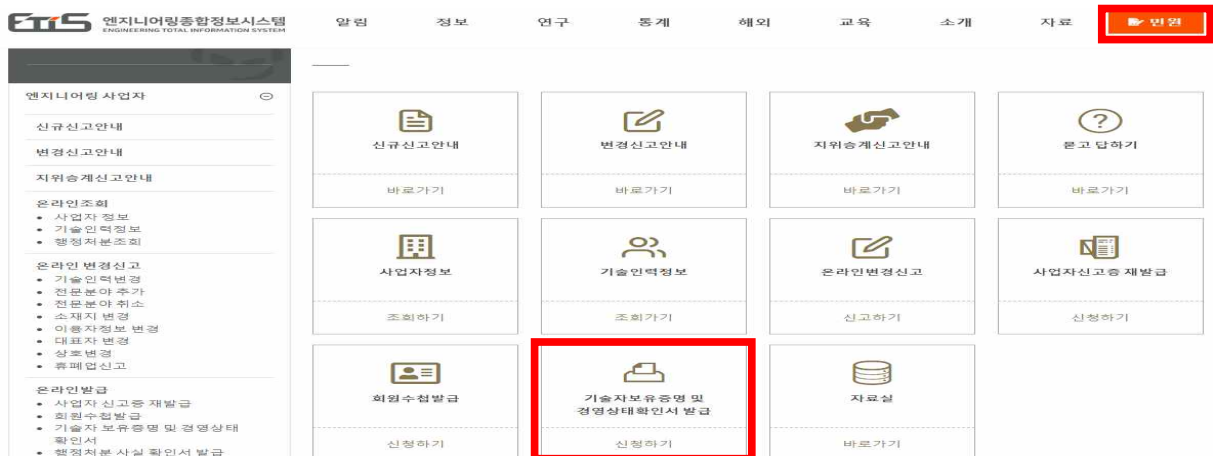 ETIS 엔지니어링종합정보시스템
ENGINEERING TOTAL INFORMATION SYSTEM
알림 정보 연구 통계 해외 교육 소개 자료 민원
엔지니어링 사업자
신규신고안내
변경신고안내
지위승계신고안내
온라인조회
• 사업자 정보
• 기술인력정보
• 행정처분조회
온라인 변경신고
• 기술인력변경
• 전문분야 추가
• 전문분야 취소
• 소재지 변경
• 이용자정보 변경
• 대표자 변경
• 상호변경
• 휴폐업신고
온라인발급
• 사업자 신고증 재발급
• 회원수첩발급
• 기술자 보유증명 및 경영상태
확인서
• 행정처분 사실 확인서 발급
신규신고안내
바로가기
변경신고안내
바로가기
지위승계신고안내
바로가기
묻고 답하기
바로가기
사업자정보
조회하기
기술인력정보
조회가기
온라인변경신고
신고하기
사업자신고증 재발급
신청하기
회원수첩발급
신청하기
기술자보유증명 및
경영상태확인서 발급
신청하기
자료실
바로가기